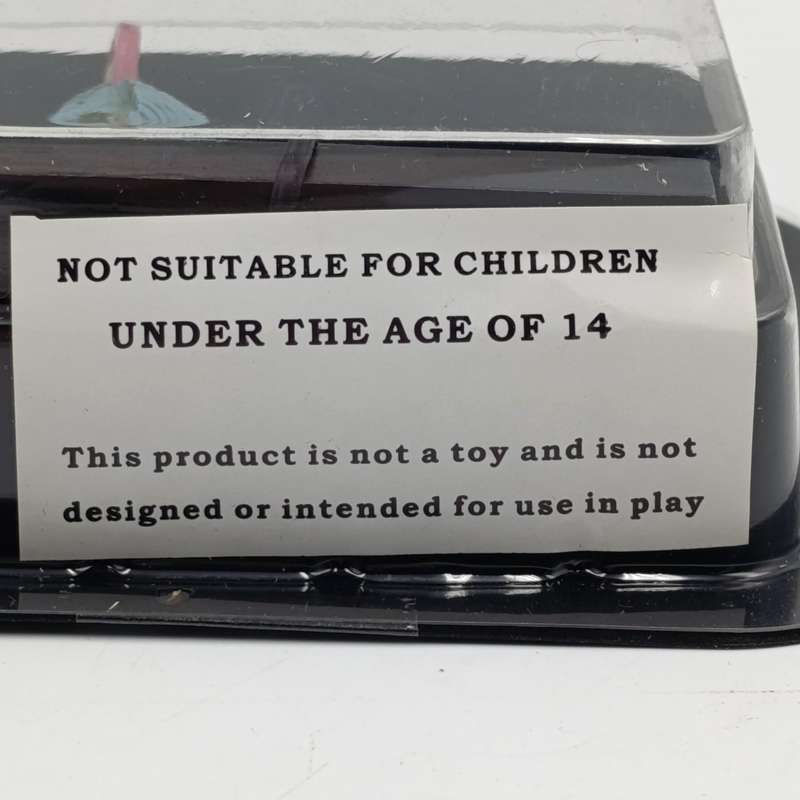 NOT SUITABLE FOR CHILDREN
UNDER THE AGE OF 14
This product is not a toy and is not
designed or intended for use in play